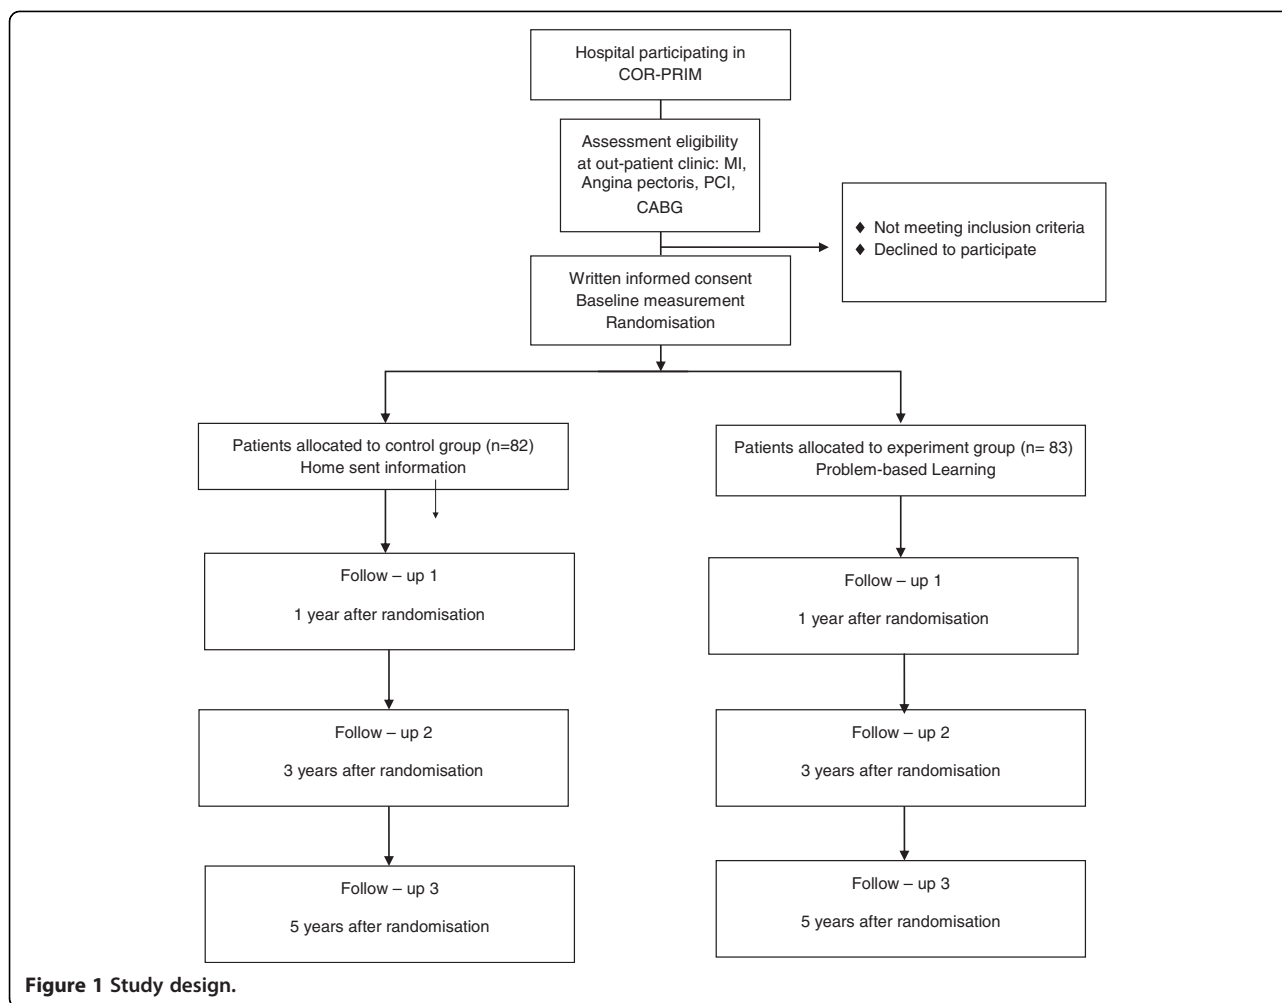 Hospital participating in
COR-PRIM
Assessment eligibility
at out-patient clinic: MI,
Angina pectoris, PCI,
CABG
♦ Not meeting inclusion criteria
♦ Declined to participate
Written informed consent
Baseline measurement
Randomisation
Patients allocated to control group (n=82)
Home sent information
Patients allocated to experiment group (n= 83)
Problem-based Learning
Follow – up 1
1 year after randomisation
Follow – up 1
1 year after randomisation
Follow – up 2
3 years after randomisation
Follow – up 2
3 years after randomisation
Follow – up 3
5 years after randomisation
Follow – up 3
5 years after randomisation
Figure 1 Study design.